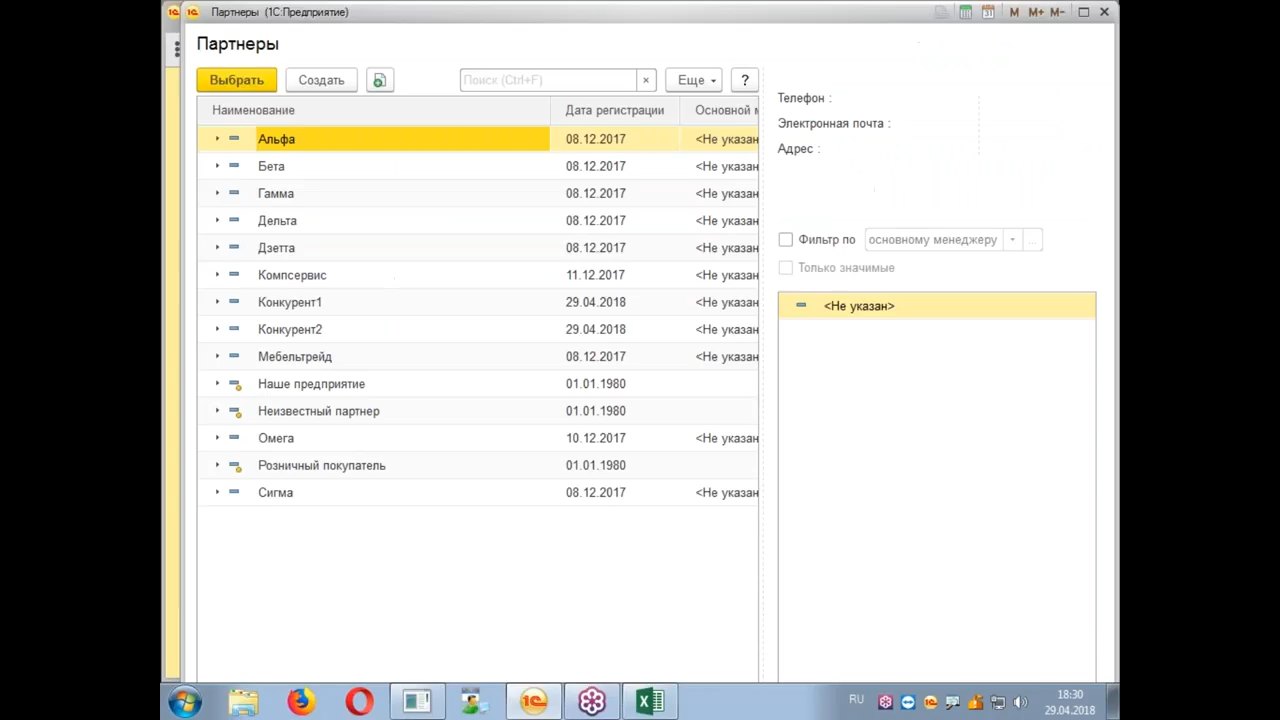 Партнеры (1С:Предприятие)
M M+ M-
Партнеры
Выбрать Создать Поиск (Ctrl+F) × Еще ?
Наименование Дата регистрации Основной м
Альфа 08.12.2017 <Не указан
Бета 08.12.2017 <Не указан
Гамма 08.12.2017 <Не указан
Дельта 08.12.2017 <Не указан
Дзетта 08.12.2017 <Не указан
Компсервис 11.12.2017 <Не указан
Конкурент1 29.04.2018 <Не указан
Конкурент2 29.04.2018 <Не указан
Мебельтрейд 08.12.2017 <Не указан
Наше предприятие 01.01.1980
Неизвестный партнер 01.01.1980
Омега 10.12.2017 <Не указан
Розничный покупатель 01.01.1980
Сигма 08.12.2017 <Не указан
Телефон :
Электронная почта :
Адрес :
Фильтр по основному менеджеру ...
Только значимые
<Не указан>
RU 18:30
29.04.2018